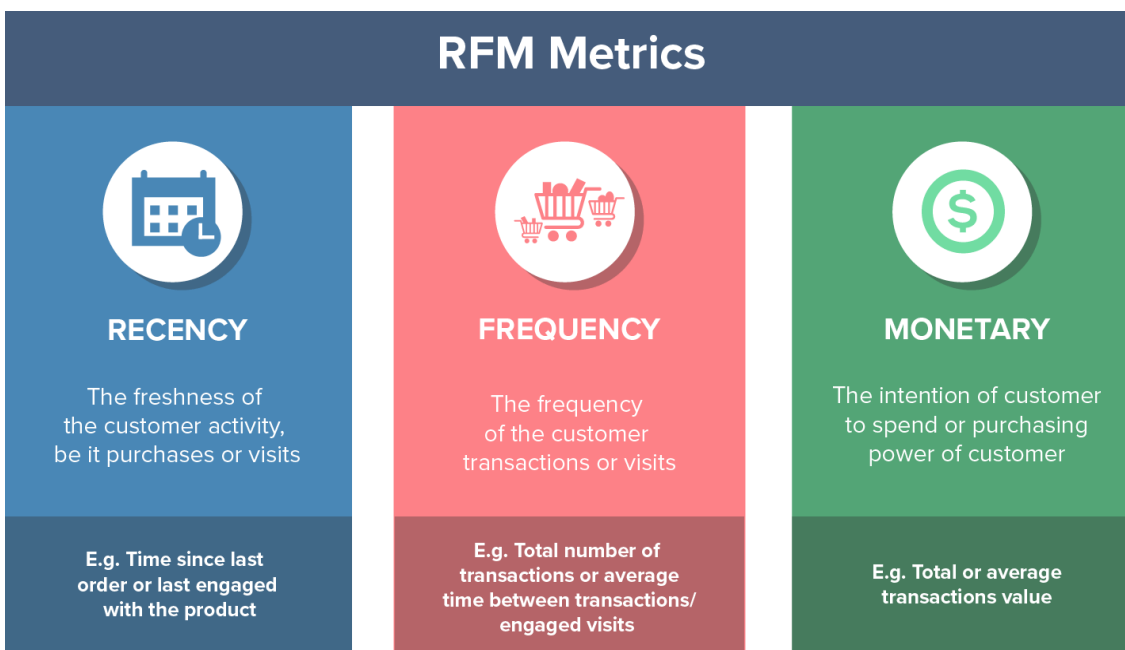 RFM Metrics
RECENCY
The freshness of
the customer activity,
be it purchases or visits
E.g. Time since last
order or last engaged
with the product
FREQUENCY
The frequency
of the customer
transactions or visits
E.g. Total number of
transactions or average
time between transactions/
engaged visits
MONETARY
The intention of customer
to spend or purchasing
power of customer
E.g. Total or average
transactions value